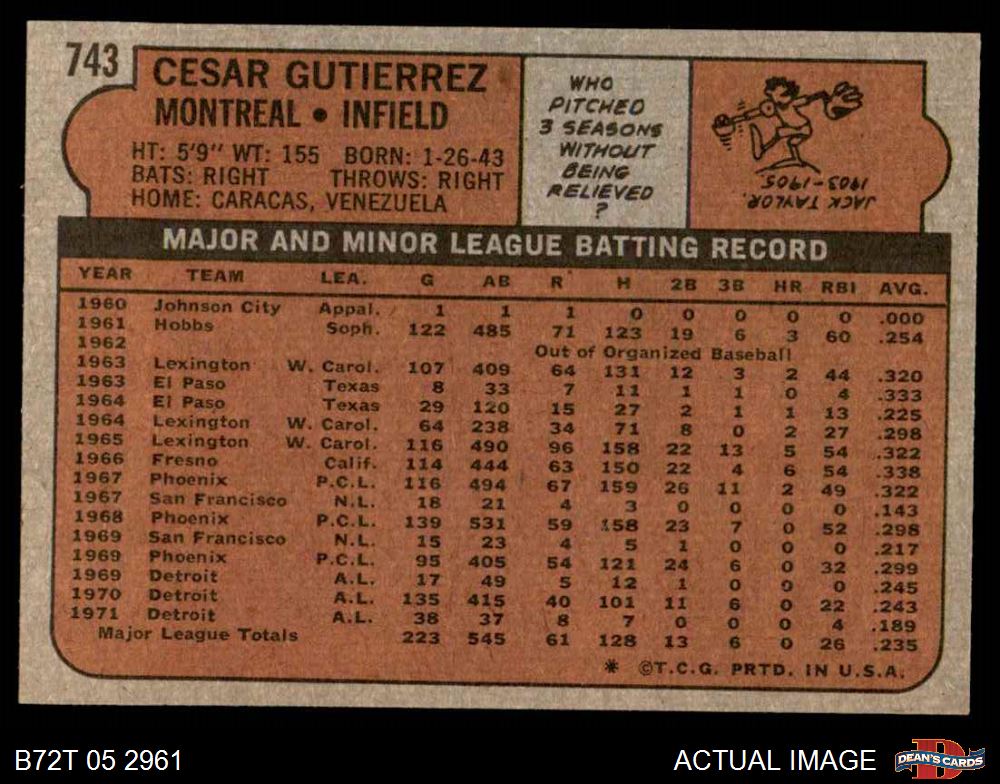 743
CESAR GUTIERREZ
MONTREAL • INFIELD
HT: 5'9" WT: 155 BORN: 1-26-43
BATS: RIGHT THROWS: RIGHT
HOME: CARACAS, VENEZUELA
WHO
PITCHED
3 SEASONS
WITHOUT
BEING
RELIEVED
?
JACK TAYLOR.
1903-1905
MAJOR AND MINOR LEAGUE BATTING RECORD
YEAR TEAM LEA. G AB R H 2B 3B HR RBI AVG.
1960 Johnson City Appal. 1 1 1 0 0 0 0 0 .000
1961 Hobbs Soph. 122 485 71 123 19 6 3 60 .254
1962 Out of Organized Baseball
1963 Lexington W. Carol. 107 409 64 131 12 3 2 44 .320
1963 El Paso Texas 8 33 7 11 1 1 0 4 .333
1964 El Paso Texas 29 120 15 27 2 1 1 13 .225
1964 Lexington W. Carol. 64 238 34 71 8 0 2 27 .298
1965 Lexington W. Carol. 116 490 96 158 22 13 5 54 .322
1966 Fresno Calif. 114 444 63 150 22 4 6 54 .338
1967 Phoenix P.C.L. 116 494 67 159 26 11 2 49 .322
1967 San Francisco N.L. 18 21 4 3 0 0 0 0 .143
1968 Phoenix P.C.L. 139 531 59 158 23 7 0 52 .298
1969 San Francisco N.L. 15 23 4 5 1 0 0 0 .217
1969 Phoenix P.C.L. 95 405 54 121 24 6 0 32 .299
1969 Detroit A.L. 17 49 5 12 1 0 0 0 .245
1970 Detroit A.L. 135 415 40 101 11 6 0 22 .243
1971 Detroit A.L. 38 37 8 7 0 0 0 4 .189
Major League Totals 223 545 61 128 13 6 0 26 .235
* ©T.C.G. PRTD. IN U.S.A.
B72T 05 2961
ACTUAL IMAGE
DEAN'S CARDS